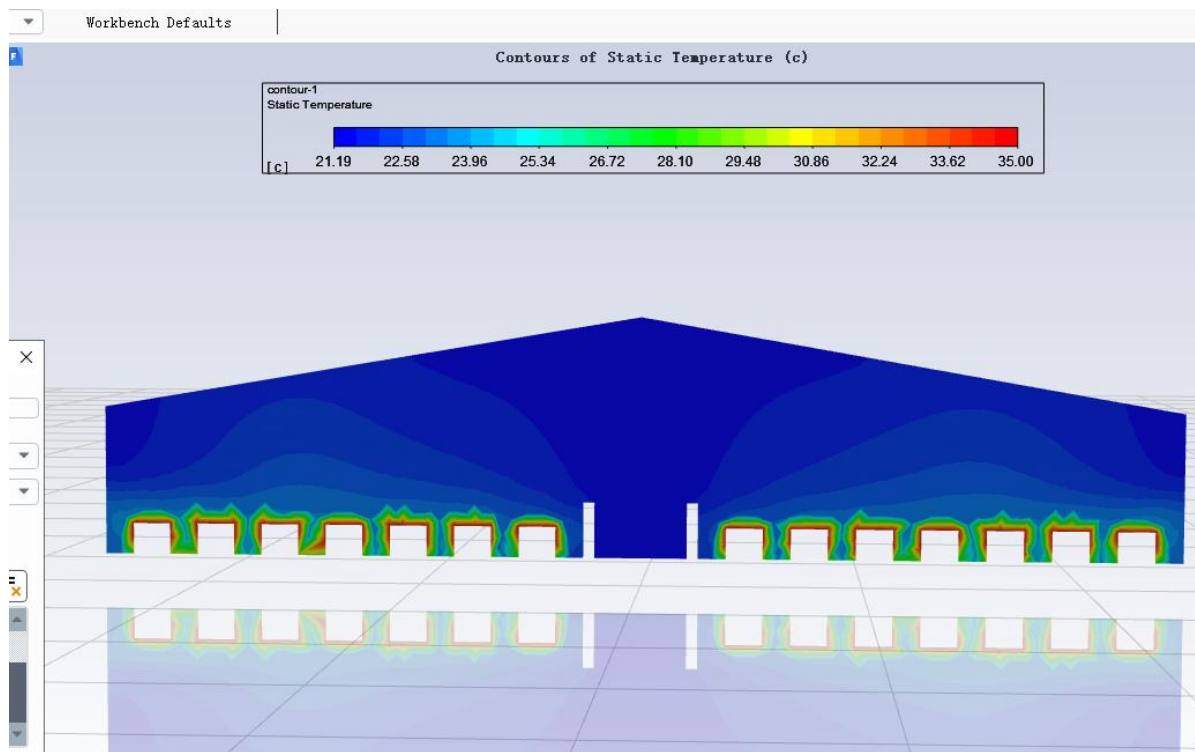 Workbench Defaults
Contours of Static Temperature (c)
contour-1
Static Temperature
[c]
21.19 22.58 23.96 25.34 26.72 28.10 29.48 30.86 32.24 33.62 35.00